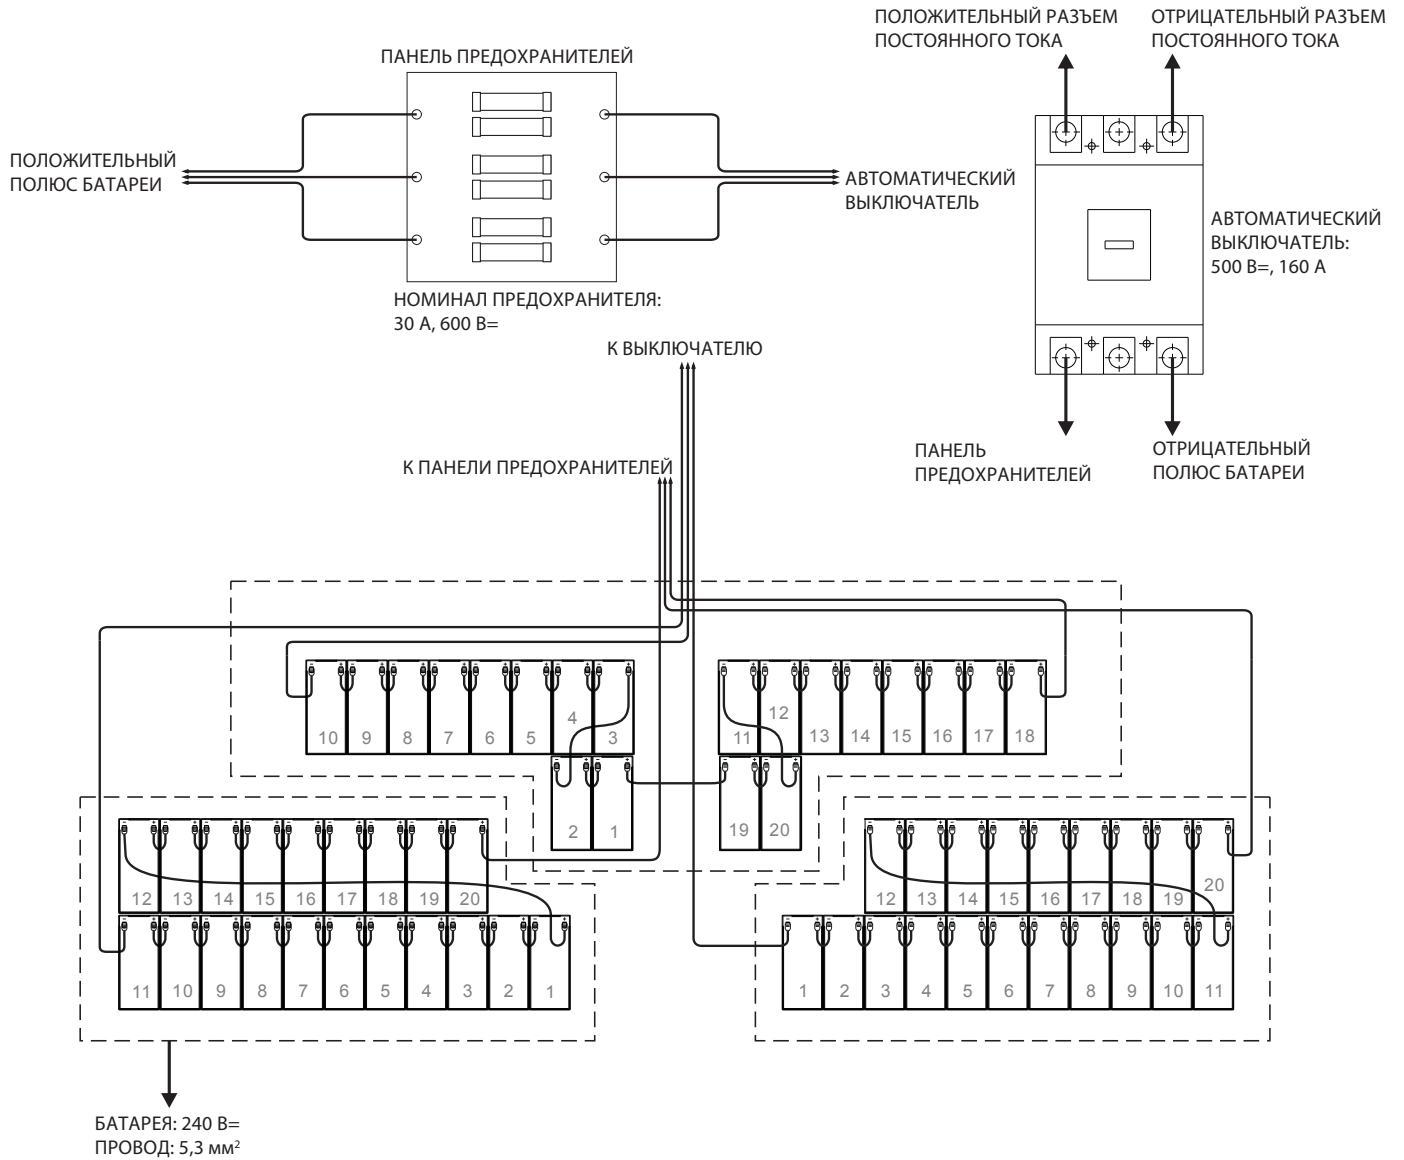 ПОЛОЖИТЕЛЬНЫЙ РАЗЪЕМ
ПОСТОЯННОГО ТОКА
ОТРИЦАТЕЛЬНЫЙ РАЗЪЕМ
ПОСТОЯННОГО ТОКА
ПАНЕЛЬ ПРЕДОХРАНИТЕЛЕЙ
ПОЛОЖИТЕЛЬНЫЙ
ПОЛЮС БАТАРЕИ
АВТОМАТИЧЕСКИЙ
ВЫКЛЮЧАТЕЛЬ
АВТОМАТИЧЕСКИЙ
ВЫКЛЮЧАТЕЛЬ:
500 В=, 160 А
НОМИНАЛ ПРЕДОХРАНИТЕЛЯ:
30 А, 600 В=
К ВЫКЛЮЧАТЕЛЮ
ПАНЕЛЬ
ПРЕДОХРАНИТЕЛЕЙ
ОТРИЦАТЕЛЬНЫЙ
ПОЛЮС БАТАРЕИ
К ПАНЕЛИ ПРЕДОХРАНИТЕЛЕЙ
10 9 8 7 6 5 4 3
11 12 13 14 15 16 17 18
2 1
19 20
12 13 14 15 16 17 18 19 20
12 13 14 15 16 17 18 19 20
11 10 9 8 7 6 5 4 3 2 1
1 2 3 4 5 6 7 8 9 10 11
БАТАРЕЯ: 240 В=
ПРОВОД: 5,3 мм²